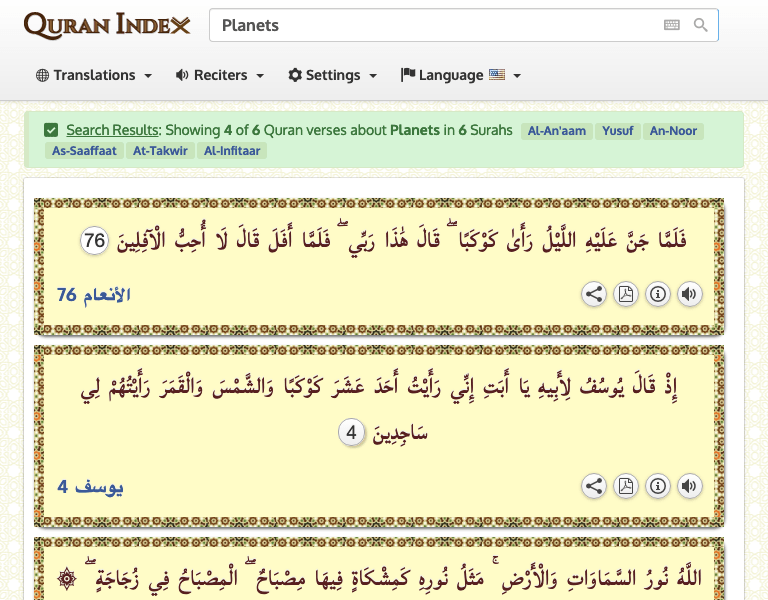 QURAN INDEX
Planets
Translations
Reciters
Settings
Language
Search Results: Showing 4 of 6 Quran verses about Planets in 6 Surahs Al-An'aam Yusuf An-Noor
As-Saaffaat At-Takwir Al-Infitaar
فَلَمَّا جَنَّ عَلَيْهِ اللَّيْلُ رَأَىٰ كَوْكَبًا ۖ قَالَ هَٰذَا رَبِّي ۖ فَلَمَّا أَفَلَ قَالَ لَا أُحِبُّ الْآفِلِينَ 76
الأنعام 76
إِذْ قَالَ يُوسُفُ لِأَبِيهِ يَا أَبَتِ إِنِّي رَأَيْتُ أَحَدَ عَشَرَ كَوْكَبًا وَالشَّمْسَ وَالْقَمَرَ رَأَيْتُهُمْ لِي
سَاجِدِينَ 4
يوسف 4
اللَّهُ نُورُ السَّمَاوَاتِ وَالْأَرْضِ ۚ مَثَلُ نُورِهِ كَمِشْكَاةٍ فِيهَا مِصْبَاحٌ ۖ الْمِصْبَاحُ فِي زُجَاجَةٍ ۖ ۞